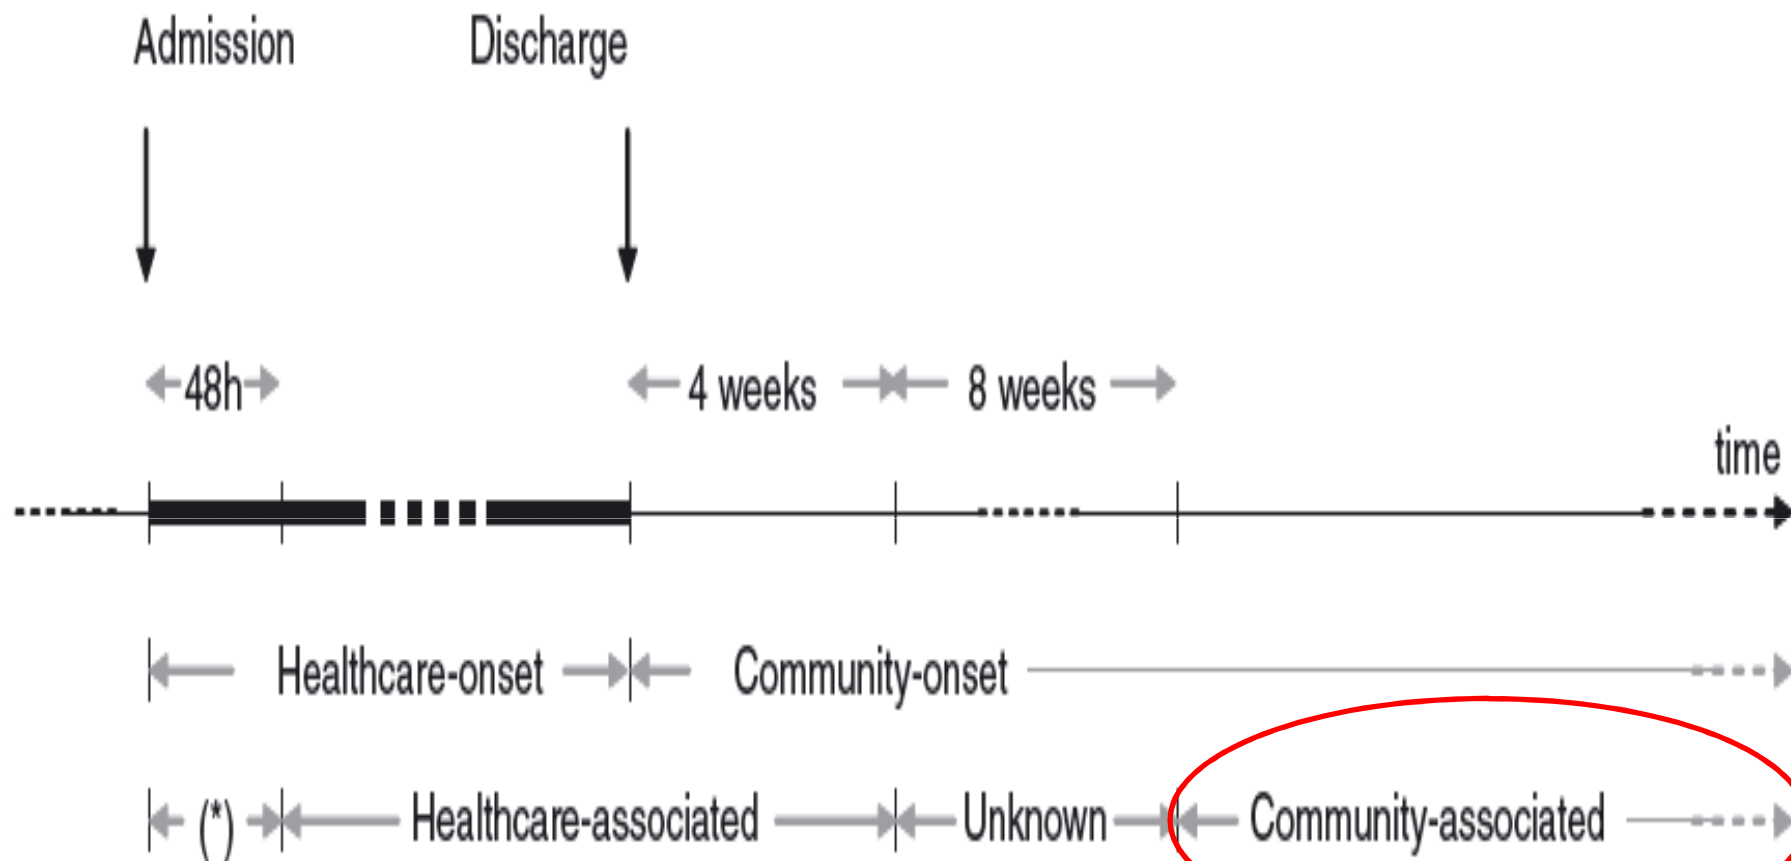 Admission Discharge
48h 4 weeks 8 weeks
time
Healthcare-onset Community-onset
(*) Healthcare-associated Unknown Community-associated